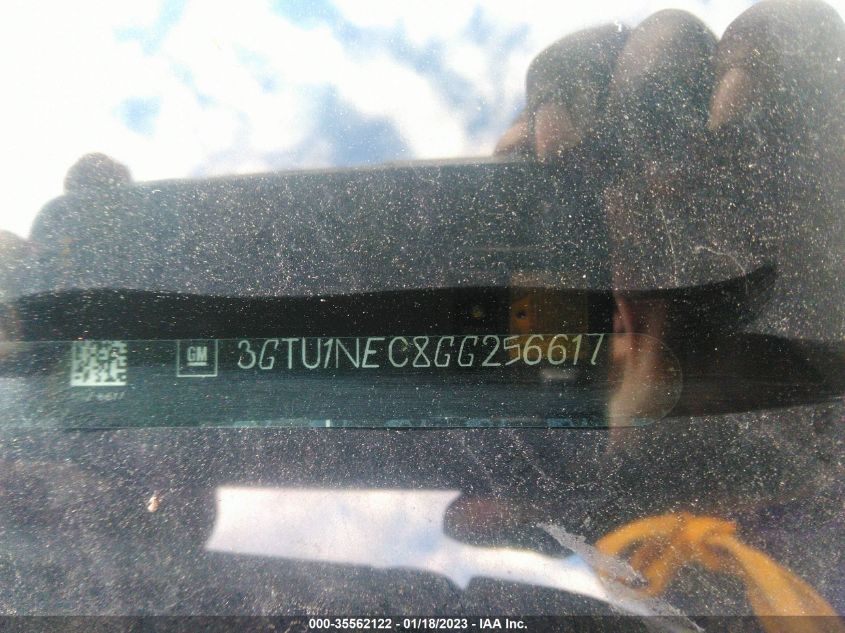 GM 3GTU1NEC8GG256617
000-35562122 - 01/18/2023 - IAA Inc.